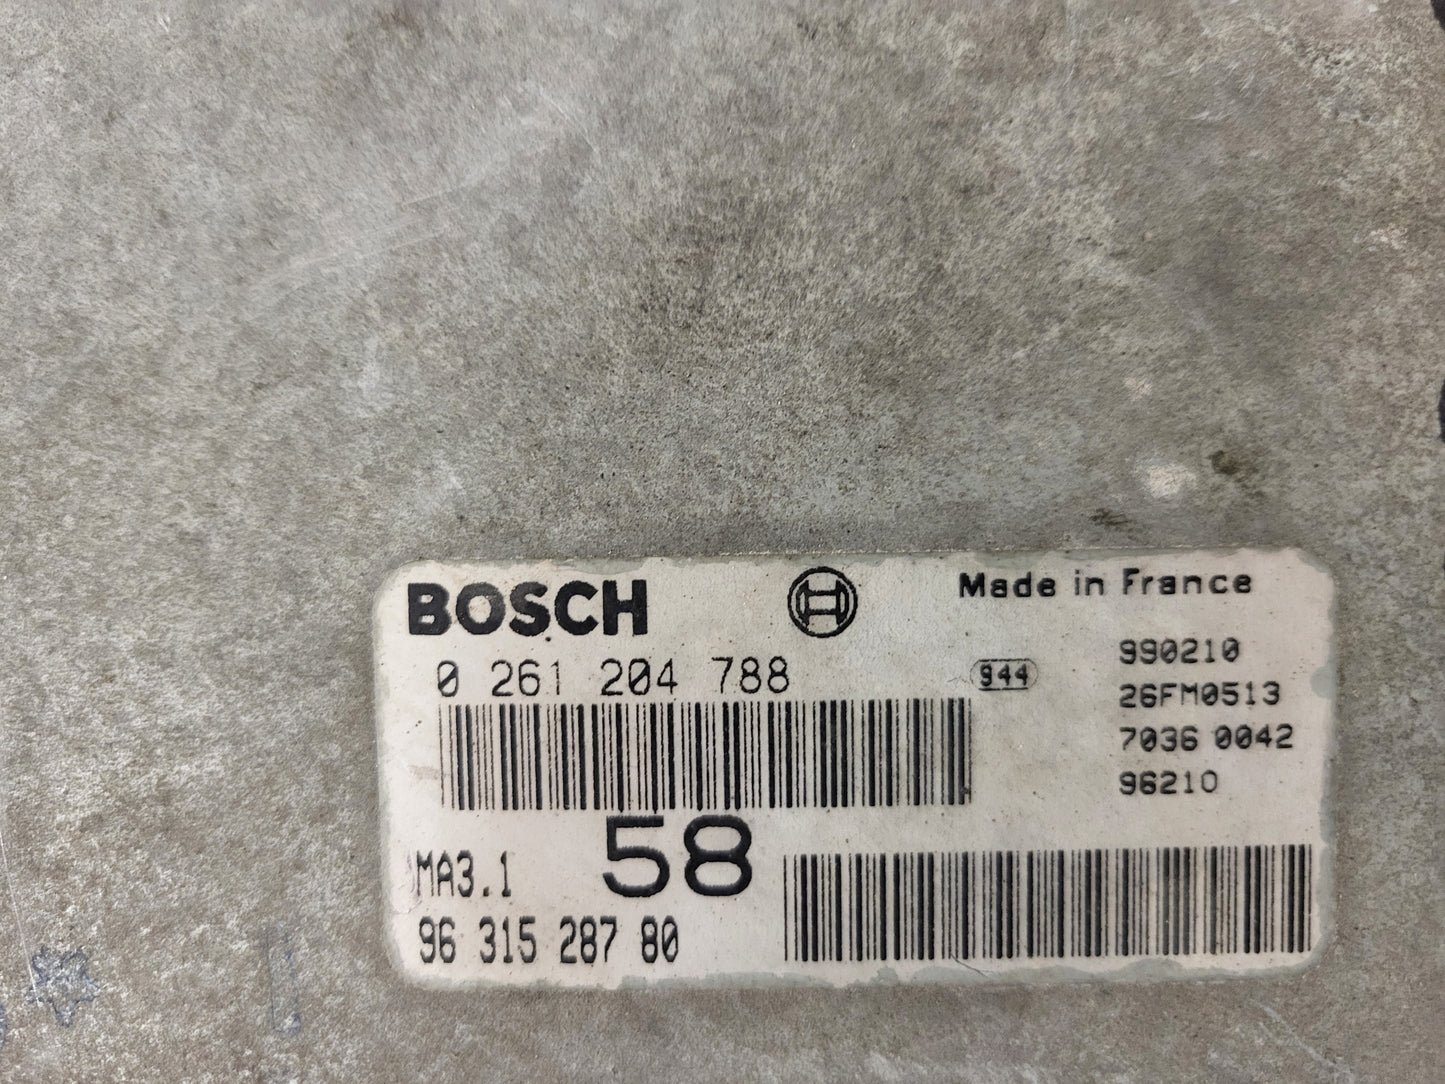 BOSCH
Made in France
0 261 204 788
944
990210
26FM0513
7036 0042
96210
MA3.1
58
96 315 287 80